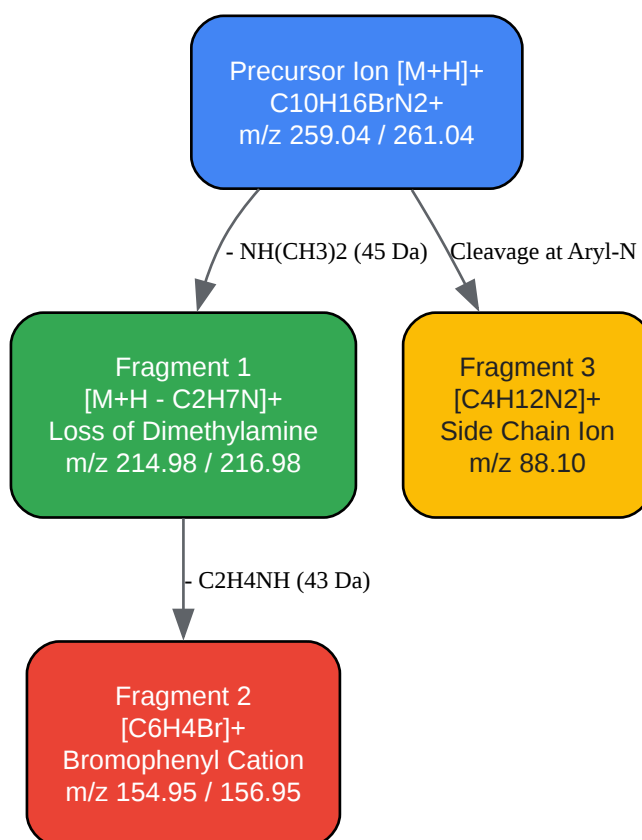 Precursor Ion [M+H]+
C10H16BrN2+
m/z 259.04 / 261.04
- NH(CH3)2 (45 Da)
Cleavage at Aryl-N
Fragment 1
[M+H - C2H7N]+
Loss of Dimethylamine
m/z 214.98 / 216.98
Fragment 3
[C4H12N2]+
Side Chain Ion
m/z 88.10
- C2H4NH (43 Da)
Fragment 2
[C6H4Br]+
Bromophenyl Cation
m/z 154.95 / 156.95